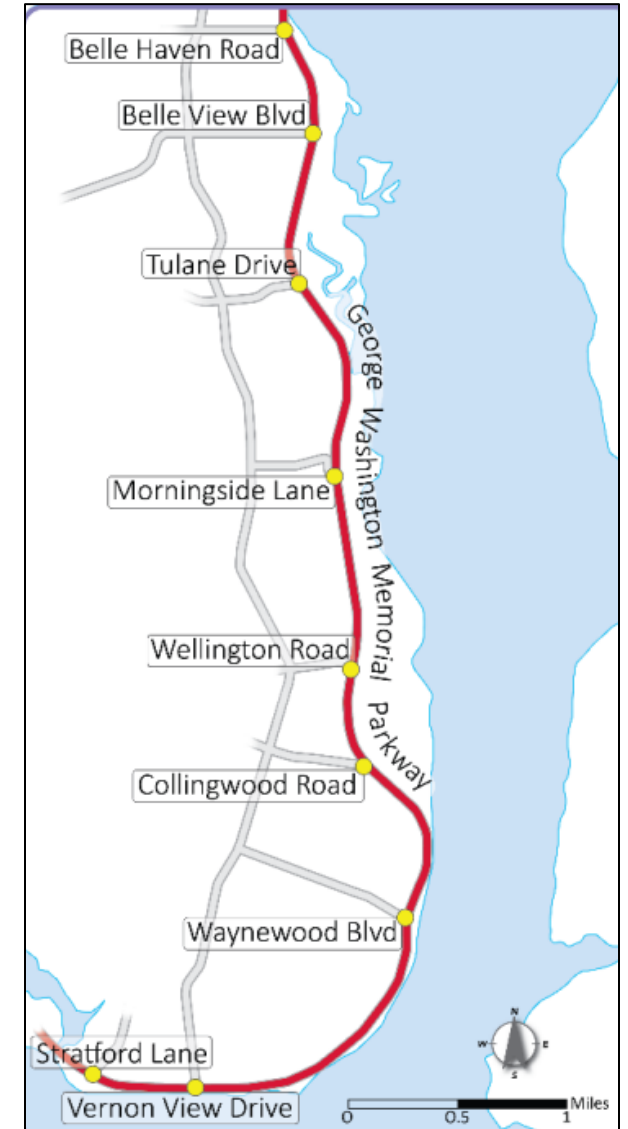 Belle Haven Road
Belle View Blvd
Tulane Drive
George Washington Memorial Parkway
Morningside Lane
Wellington Road
Collingwood Road
Waynewood Blvd
N
W E
S
Stratford Lane
Vernon View Drive
Miles
0 0.5 1